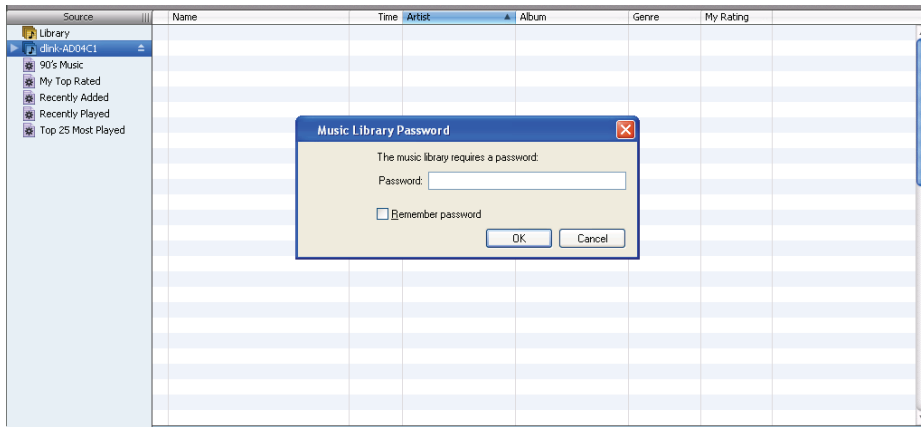 Source Name Time Artist Album Genre My Rating
Library
dlink-AD04C1
90's Music
My Top Rated
Recently Added
Recently Played
Top 25 Most Played
Music Library Password
The music library requires a password:
Password:
Remember password
OK Cancel